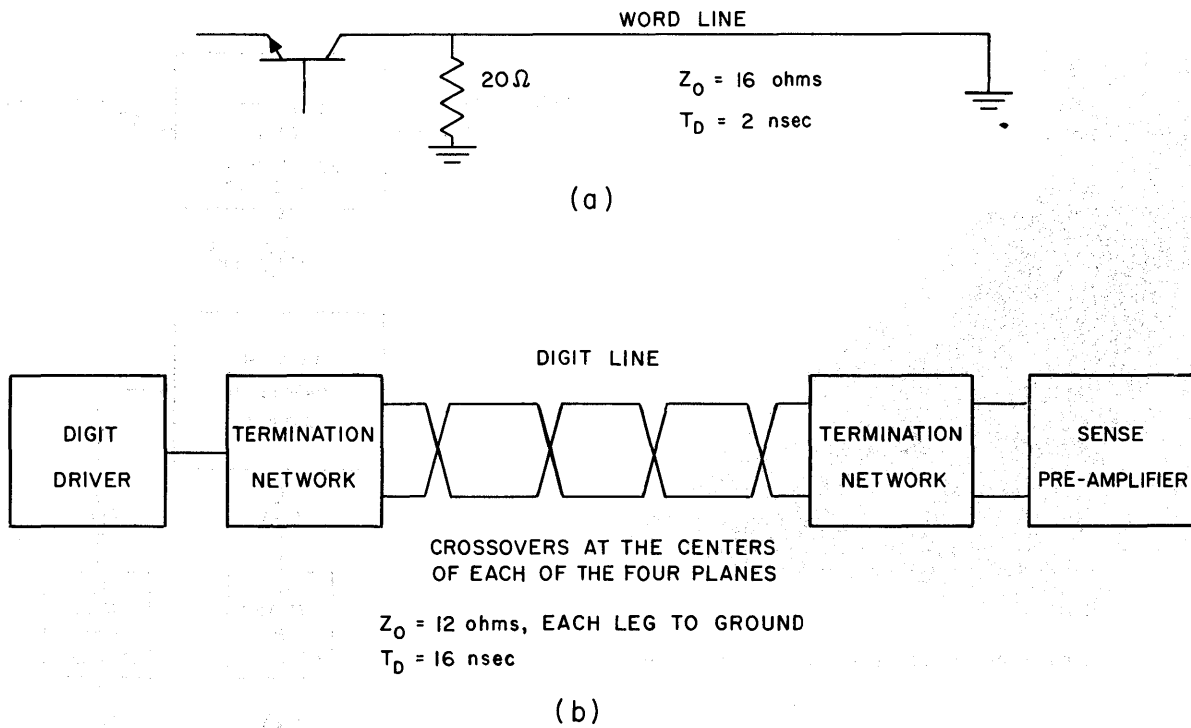 WORD LINE
20Ω
Z₀ = 16 ohms
T_D = 2 nsec
(a)
DIGIT LINE
DIGIT
DRIVER
TERMINATION
NETWORK
TERMINATION
NETWORK
SENSE
PRE-AMPLIFIER
CROSSOVERS AT THE CENTERS
OF EACH OF THE FOUR PLANES
Z₀ = 12 ohms, EACH LEG TO GROUND
T_D = 16 nsec
(b)